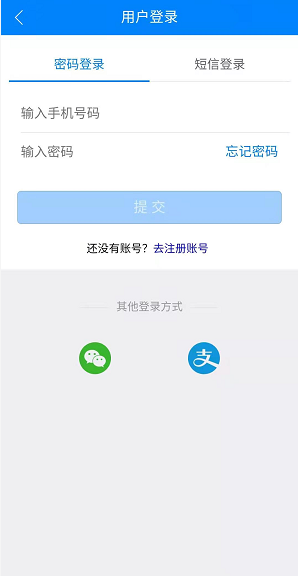 用户登录
密码登录 短信登录
输入手机号码
输入密码 忘记密码
提 交
还没有账号？去注册账号
其他登录方式
支